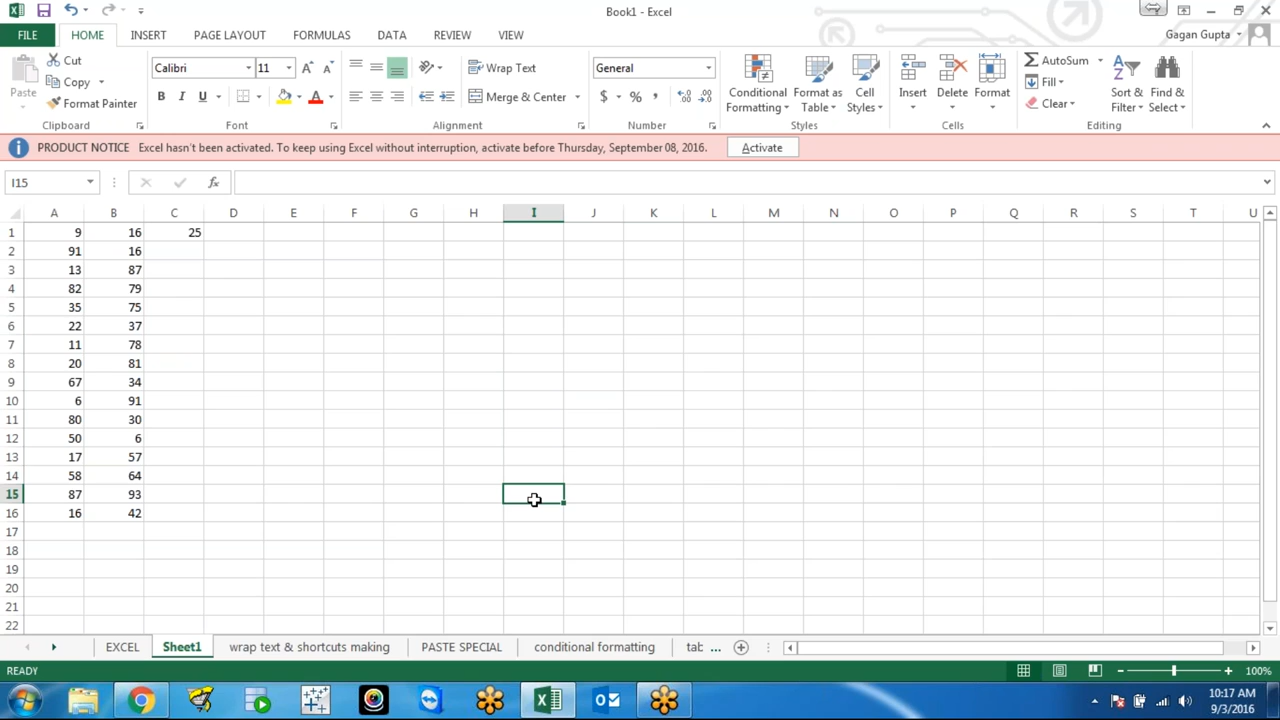 Book1 - Excel
FILE HOME INSERT PAGE LAYOUT FORMULAS DATA REVIEW VIEW Gagan Gupta
Paste Cut Copy Format Painter
Clipboard
Calibri 11
B I U A
Font
Wrap Text
Merge & Center
Alignment
General
$ % ,
Number
Conditional Formatting Format as Table Cell Styles
Styles
Insert Delete Format
Cells
AutoSum Fill Clear Sort & Filter Find & Select
Editing
PRODUCT NOTICE Excel hasn't been activated. To keep using Excel without interruption, activate before Thursday, September 08, 2016. Activate
I15 fx
A B C D E F G H I J K L M N O P Q R S T U
1 9 16 25
2 91 16
3 13 87
4 82 79
5 35 75
6 22 37
7 11 78
8 20 81
9 67 34
10 6 91
11 80 30
12 50 6
13 17 57
14 58 64
15 87 93
16 16 42
17
18
19
20
21
22
EXCEL Sheet1 wrap text & shortcuts making PASTE SPECIAL conditional formatting tab ...
READY 100%
10:17 AM
9/3/2016